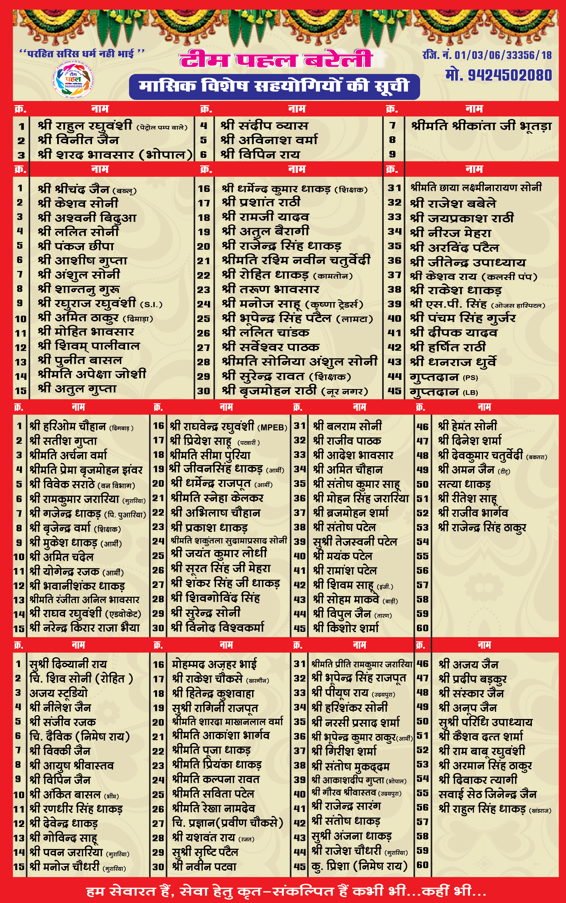 "परहित सरिस धर्म नही भाई"
टीम पहल बरेली
रजि. नं. 01/03/06/33356/18
मो. 9424502080
मासिक विशेष सहयोगियों की सूची
क्र. नाम क्र. नाम क्र. नाम
1 श्री राहुल रघुवंशी (पेट्रोल पम्प वाले) 4 श्री संदीप व्यास 7 श्रीमति श्रीकांता जी भूतड़ा
2 श्री विनीत जैन 5 श्री अविनाश वर्मा 8
3 श्री शरद भावसार (भोपाल) 6 श्री विपिन राय 9
क्र. नाम क्र. नाम क्र. नाम
1 श्री श्रीचंद जैन (बबलू) 16 श्री धर्मेन्द कुमार धाकड़ (शिक्षक) 31 श्रीमति छाया लक्ष्मीनारायण सोनी
2 श्री केशव सोनी 17 श्री प्रशांत राठी 32 श्री राजेश बबेले
3 श्री अश्वनी बिदुआ 18 श्री रामजी यादव 33 श्री जयप्रकाश राठी
4 श्री ललित सोनी 19 श्री अतुल बैरागी 34 श्री नीरज मेहरा
5 श्री पंकज छीपा 20 श्री राजेन्द्र सिंह धाकड़ 35 श्री अरविंद पटैल
6 श्री आशीष गुप्ता 21 श्रीमति रश्मि नवीन चतुर्वेदी 36 श्री जीतेन्द्र उपाध्याय
7 श्री अंशुल सोनी 22 श्री रोहित धाकड़ (कामतोन) 37 श्री केशव राय (कलसी पंप)
8 श्री शान्तनु गुरू 23 श्री तरूण भावसार 38 श्री राकेश धाकड़
9 श्री रघुराज रघुवंशी (S.I.) 24 श्री मनोज साहू (कृष्णा ट्रेडर्स) 39 श्री एस.पी. सिंह (ओजस हास्पिटल)
10 श्री अमित ठाकुर (दिमाड़ा) 25 श्री भूपेन्द्र सिंह पटैल (लामटा) 40 श्री पंचम सिंह गुर्जर
11 श्री मोहित भावसार 26 श्री ललित चांडक 41 श्री दीपक यादव
12 श्री शिवम् पालीवाल 27 श्री सर्वेश्वर पाठक 42 श्री हर्षित राठी
13 श्री पुनीत बासल 28 श्रीमति सोनिया अंशुल सोनी 43 श्री धनराज धुर्वे
14 श्रीमति अपेक्षा जोशी 29 श्री सुरेन्द्र रावत (शिक्षक) 44 गुप्तदान (PS)
15 श्री अतुल गुप्ता 30 श्री बृजमोहन राठी (नूर नगर) 45 गुप्तदान (LB)
क्र. नाम क्र. नाम क्र. नाम क्र. नाम
1 श्री हरिओम चौहान 16 श्री राघवेन्द्र रघुवंशी (MPEB) 31 श्री बलराम सोनी 46 श्री हेमंत सोनी
2 श्री सतीश गुप्ता 17 श्री प्रियेश साहू (पटवारी) 32 श्री राजीव पाठक 47 श्री दिनेश शर्मा
3 श्रीमति अर्चना वर्मा 18 श्रीमति सीमा पुरिया 33 श्री आदेश भावसार 48 श्री देवकुमार चतुर्वेदी
4 श्रीमति प्रेमा बृजमोहन झंवर 19 श्री जीवनसिंह धाकड़ (आर्मी) 34 श्री अमित चौहान 49 श्री अमन जैन (रीटू)
5 श्री विवेक सराठे (वन विभाग) 20 श्री धर्मेन्द्र राजपूत (आर्मी) 35 श्री संतोष कुमार साहू 50 सत्या धाकड़
6 श्री रामकुमार जरारिया (गुरारिया) 21 श्रीमति स्नेहा केलकर 36 श्री मोहन सिंह जरारिया 51 श्री रीतेश साहू
7 श्री गजेन्द्र धाकड़ (पि. पुआरिया) 22 श्री अभिलाष चौहान 37 श्री ब्रजमोहन शर्मा 52 श्री राजीव भार्गव
8 श्री बृजेन्द्र वर्मा (शिक्षक) 23 श्री प्रकाश धाकड़ 38 श्री संतोष पटेल 53 श्री राजेन्द्र सिंह ठाकुर
9 श्री मुकेश धाकड़ (आर्मी) 24 श्रीमति शकुंतला सुदामाप्रसाद सोनी 39 सुश्री तेजस्वनी पटेल 54
10 श्री अमित चंदेल 25 श्री जयंत कुमार लोधी 40 श्री मयंक पटेल 55
11 श्री योगेन्द्र रजक (आर्मी) 26 श्री सूरत सिंह जी मेहरा 41 श्री रामांश पटेल 56
12 श्री भवानीशंकर धाकड़ 27 श्री शंकर सिंह जी धाकड़ 42 श्री शिवम साहू (इंजी.) 57
13 श्रीमति रंजीता अनिल भावसार 28 श्री शिवगोविंद सिंह 43 श्री सोहम माकवे (बाड़ी) 58
14 श्री राघव रघुवंशी (एडवोकेट) 29 श्री सुरेन्द्र सोनी 44 श्री विपुल जैन (तारण) 59
15 श्री नरेन्द्र किरार राजा भैया 30 श्री विनोद विश्वकर्मा 45 श्री किशोर शर्मा 60
क्र. नाम क्र. नाम क्र. नाम क्र. नाम
1 सुश्री दिव्यानी राय 16 मोहम्मद अज़हर भाई 31 श्रीमति प्रीति रामकुमार जरारिया 46 श्री अजय जैन
2 चि. शिव सोनी (रोहित) 17 श्री राकेश चौकसे (खरगौन) 32 श्री भूपेन्द्र सिंह राजपूत 47 श्री प्रदीप बड़कुर
3 अजय स्टूडियो 18 श्री हितेन्द्र कुशवाहा 33 श्री पीयूष राय (उदयपुरा) 48 श्री संस्कार जैन
4 श्री नीलेश जैन 19 सुश्री रागिनी राजपूत 34 श्री हरिशंकर सोनी 49 श्री अनूप जैन
5 श्री संजीव रजक 20 श्रीमति शारदा माखनलाल वर्मा 35 श्री नरसी प्रसाद शर्मा 50 सुश्री परिधि उपाध्याय
6 चि. दैविक (निमेष राय) 21 श्रीमति आकांशा भार्गव 36 श्री भूपेन्द्र कुमार ठाकुर(आर्मी) 51 श्री कैशव दत्त शर्मा
7 श्री विक्की जैन 22 श्रीमति पूजा धाकड़ 37 श्री गिरीश शर्मा 52 श्री राम बाबू रघुवंशी
8 श्री आयुष श्रीवास्तव 23 श्रीमति प्रियंका धाकड़ 38 श्री संतोष मुकद्दम 53 श्री अरमान सिंह ठाकुर
9 श्री विपिन जैन 24 श्रीमति कल्पना रावत 39 श्री आकाशदीप गुप्ता (भोपाल) 54 श्री दिवाकर त्यागी
10 श्री अंकित बासल 25 श्रीमति सविता पटेल 40 श्री गौरव श्रीवास्तव (उदयपुरा) 55 सवाई सेठ जिनेन्द्र जैन
11 श्री रणधीर सिंह धाकड़ 26 श्रीमति रेखा नामदेव 41 श्री राजेन्द्र सारंग 56 श्री राहुल सिंह धाकड़
12 श्री देवेन्द्र धाकड़ 27 चि. प्रज्ञान(प्रवीण चौकसे) 42 श्री संतोष धाकड़ 57
13 श्री गोविन्द साहू 28 श्री यशवंत राय (रजत) 43 सुश्री अंजना धाकड़ 58
14 श्री पवन जरारिया (गुरारिया) 29 सुश्री सृष्टि पटैल 44 श्री राजेश चौधरी (गुरारिया) 59
15 श्री मनोज चौधरी (गुरारिया) 30 श्री नवीन पटवा 45 कु. प्रिशा (निमेष राय) 60
हम सेवारत हैं, सेवा हेतु कृत-संकल्पित हैं कभी भी...कहीं भी...